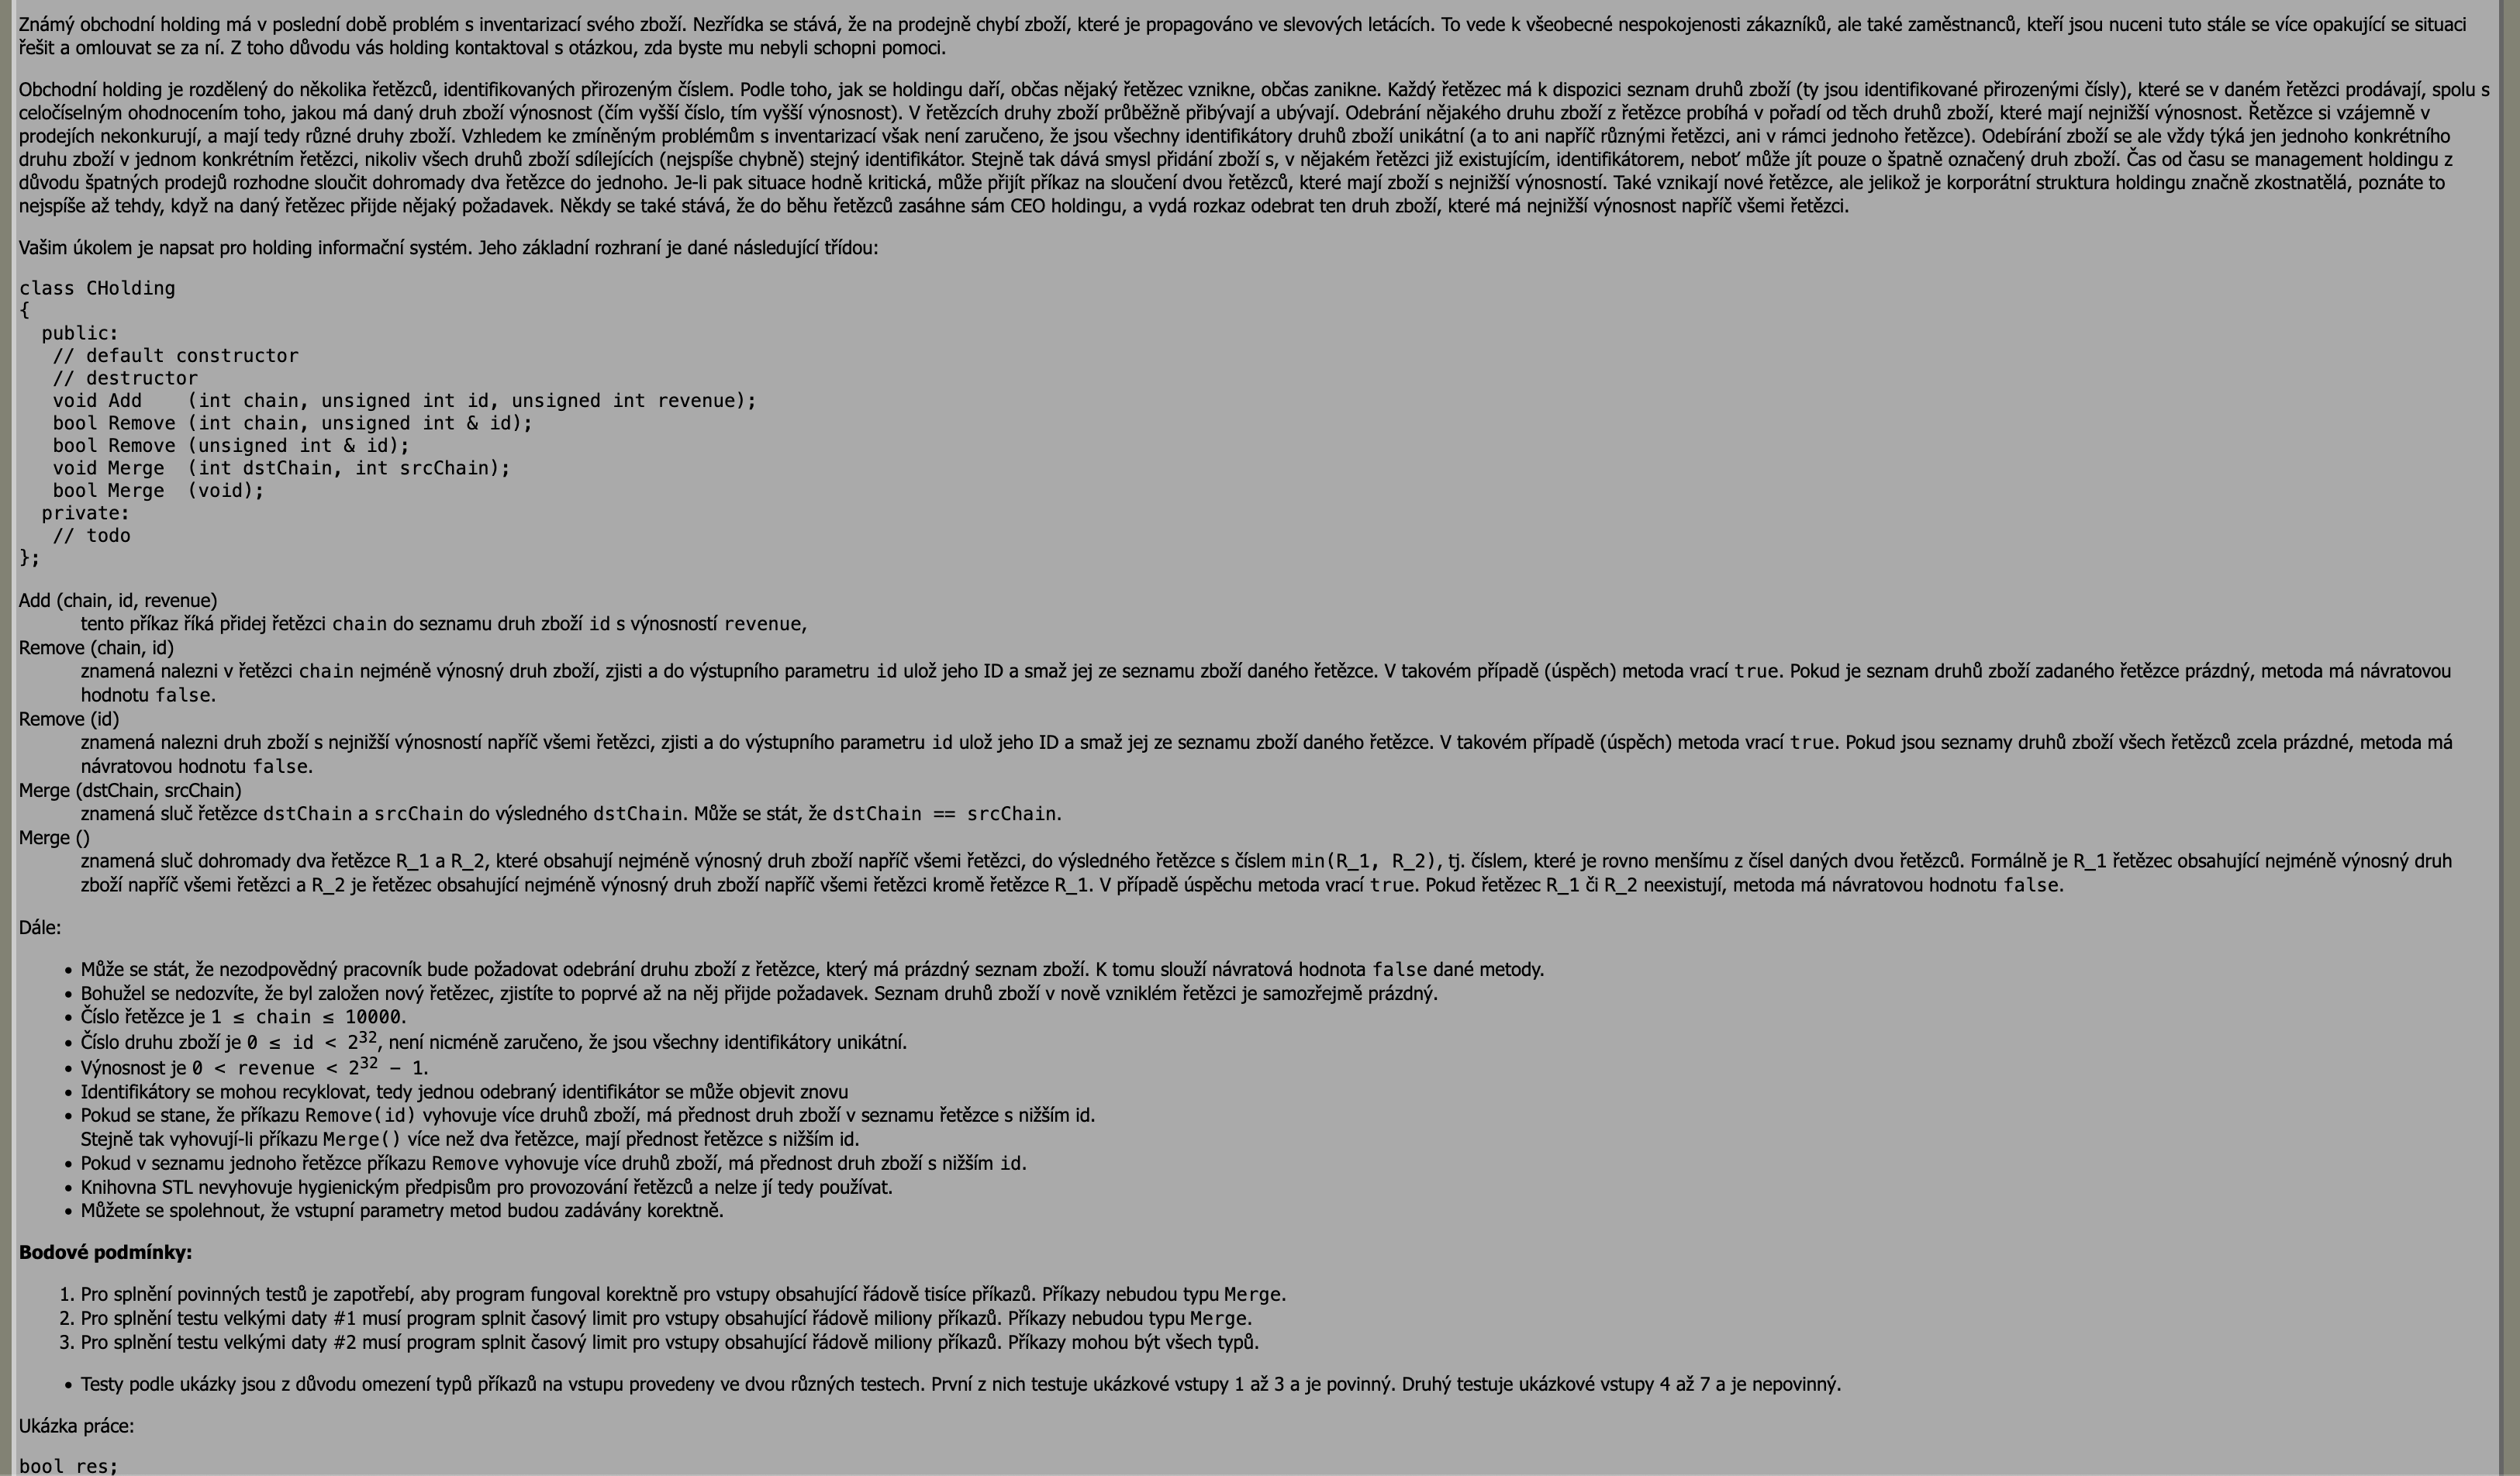 Známý obchodní holding má v poslední době problém s inventarizací svého zboží. Nezřídka se stává, že na prodejně chybí zboží, které je propagováno ve slevových letácích. To vede k všeobecné nespokojenosti zákazníků, ale také zaměstnanců, kteří jsou nuceni tuto stále se více opakující se situaci
řešit a omlouvat se za ní. Z toho důvodu vás holding kontaktoval s otázkou, zda byste mu nebyli schopni pomoci.
Obchodní holding je rozdělený do několika řetězců, identifikovaných přirozeným číslem. Podle toho, jak se holdingu daří, občas nějaký řetězec vznikne, občas zanikne. Každý řetězec má k dispozici seznam druhů zboží (ty jsou identifikované přirozenými čísly), které se v daném řetězci prodávají, spolu s
celočíselným ohodnocením toho, jakou má daný druh zboží výnosnost (čím vyšší číslo, tím vyšší výnosnost). V řetězcích druhy zboží průběžně přibývají a ubývají. Odebrání nějakého druhu zboží z řetězce probíhá v pořadí od těch druhů zboží, které mají nejnižší výnosnost. Řetězce si vzájemně v
prodejích nekonkurují, a mají tedy různé druhy zboží. Vzhledem ke zmíněným problémům s inventarizací však není zaručeno, že jsou všechny identifikátory druhů zboží unikátní (a to ani napříč různými řetězci, ani v rámci jednoho řetězce). Odebírání zboží se ale vždy týká jen jednoho konkrétního
druhu zboží v jednom konkrétním řetězci, nikoliv všech druhů zboží sdílejících (nejspíše chybně) stejný identifikátor. Stejně tak dává smysl přidání zboží s, v nějakém řetězci již existujícím, identifikátorem, neboť může jít pouze o špatně označený druh zboží. Čas od času se management holdingu z
důvodu špatných prodejů rozhodne sloučit dohromady dva řetězce do jednoho. Je-li pak situace hodně kritická, může přijít příkaz na sloučení dvou řetězců, které mají zboží s nejnižší výnosností. Také vznikají nové řetězce, ale jelikož je korporátní struktura holdingu značně zkostnatělá, poznáte to
nejspíše až tehdy, když na daný řetězec přijde nějaký požadavek. Někdy se také stává, že do běhu řetězců zasáhne sám CEO holdingu, a vydá rozkaz odebrat ten druh zboží, které má nejnižší výnosnost napříč všemi řetězci.
Vašim úkolem je napsat pro holding informační systém. Jeho základní rozhraní je dané následující třídou:
class CHolding
{
  public:
   // default constructor
   // destructor
   void Add    (int chain, unsigned int id, unsigned int revenue);
   bool Remove (int chain, unsigned int & id);
   bool Remove (unsigned int & id);
   void Merge  (int dstChain, int srcChain);
   bool Merge  (void);
  private:
   // todo
};
Add (chain, id, revenue)
tento příkaz říká přidej řetězci chain do seznamu druh zboží id s výnosností revenue,
Remove (chain, id)
znamená nalezni v řetězci chain nejméně výnosný druh zboží, zjisti a do výstupního parametru id ulož jeho ID a smaž jej ze seznamu zboží daného řetězce. V takovém případě (úspěch) metoda vrací true. Pokud je seznam druhů zboží zadaného řetězce prázdný, metoda má návratovou
hodnotu false.
Remove (id)
znamená nalezni druh zboží s nejnižší výnosností napříč všemi řetězci, zjisti a do výstupního parametru id ulož jeho ID a smaž jej ze seznamu zboží daného řetězce. V takovém případě (úspěch) metoda vrací true. Pokud jsou seznamy druhů zboží všech řetězců zcela prázdné, metoda má
návratovou hodnotu false.
Merge (dstChain, srcChain)
znamená sluč řetězce dstChain a srcChain do výsledného dstChain. Může se stát, že dstChain == srcChain.
Merge ()
znamená sluč dohromady dva řetězce R_1 a R_2, které obsahují nejméně výnosný druh zboží napříč všemi řetězci, do výsledného řetězce s číslem min(R_1, R_2), tj. číslem, které je rovno menšímu z čísel daných dvou řetězců. Formálně je R_1 řetězec obsahující nejméně výnosný druh
zboží napříč všemi řetězci a R_2 je řetězec obsahující nejméně výnosný druh zboží napříč všemi řetězci kromě řetězce R_1. V případě úspěchu metoda vrací true. Pokud řetězec R_1 či R_2 neexistují, metoda má návratovou hodnotu false.
Dále:
• Může se stát, že nezodpovědný pracovník bude požadovat odebrání druhu zboží z řetězce, který má prázdný seznam zboží. K tomu slouží návratová hodnota false dané metody.
• Bohužel se nedozvíte, že byl založen nový řetězec, zjistíte to poprvé až na něj přijde požadavek. Seznam druhů zboží v nově vzniklém řetězci je samozřejmě prázdný.
• Číslo řetězce je 1 ≤ chain ≤ 10000.
• Číslo druhu zboží je 0 ≤ id < 2^32, není nicméně zaručeno, že jsou všechny identifikátory unikátní.
• Výnosnost je 0 < revenue < 2^32 − 1.
• Identifikátory se mohou recyklovat, tedy jednou odebraný identifikátor se může objevit znovu
• Pokud se stane, že příkazu Remove(id) vyhovuje více druhů zboží, má přednost druh zboží v seznamu řetězce s nižším id.
Stejně tak vyhovují-li příkazu Merge() více než dva řetězce, mají přednost řetězce s nižším id.
• Pokud v seznamu jednoho řetězce příkazu Remove vyhovuje více druhů zboží, má přednost druh zboží s nižším id.
• Knihovna STL nevyhovuje hygienickým předpisům pro provozování řetězců a nelze jí tedy používat.
• Můžete se spolehnout, že vstupní parametry metod budou zadávány korektně.
Bodové podmínky:
1. Pro splnění povinných testů je zapotřebí, aby program fungoval korektně pro vstupy obsahující řádově tisíce příkazů. Příkazy nebudou typu Merge.
2. Pro splnění testu velkými daty #1 musí program splnit časový limit pro vstupy obsahující řádově miliony příkazů. Příkazy nebudou typu Merge.
3. Pro splnění testu velkými daty #2 musí program splnit časový limit pro vstupy obsahující řádově miliony příkazů. Příkazy mohou být všech typů.
• Testy podle ukázky jsou z důvodu omezení typů příkazů na vstupu provedeny ve dvou různých testech. První z nich testuje ukázkové vstupy 1 až 3 a je povinný. Druhý testuje ukázkové vstupy 4 až 7 a je nepovinný.
Ukázka práce:
bool res;